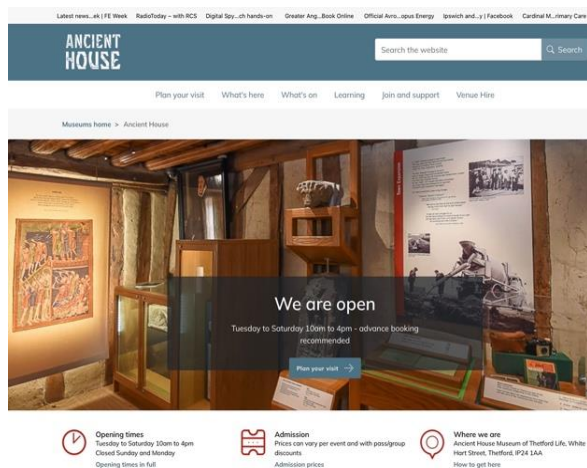 Latest news...ek | FE Week RadioToday – with RCS Digital Spy...ch hands-on Greater Ang...Book Online Official Avro...opus Energy Ipswich and...y | Facebook Cardinal M...rimary Care
ANCIENT
HOUSE
Search the website
Search
Plan your visit What's here What's on Learning Join and support Venue Hire
Museums home > Ancient House
We are open
Tuesday to Saturday 10am to 4pm - advance booking
recommended
Plan your visit →
Opening times
Tuesday to Saturday 10am to 4pm
Closed Sunday and Monday
Opening times in full
Admission
Prices can vary per event and with pass/group
discounts
Admission prices
Where we are
Ancient House Museum of Thetford Life, White
Hart Street, Thetford, IP24 1AA
How to get here